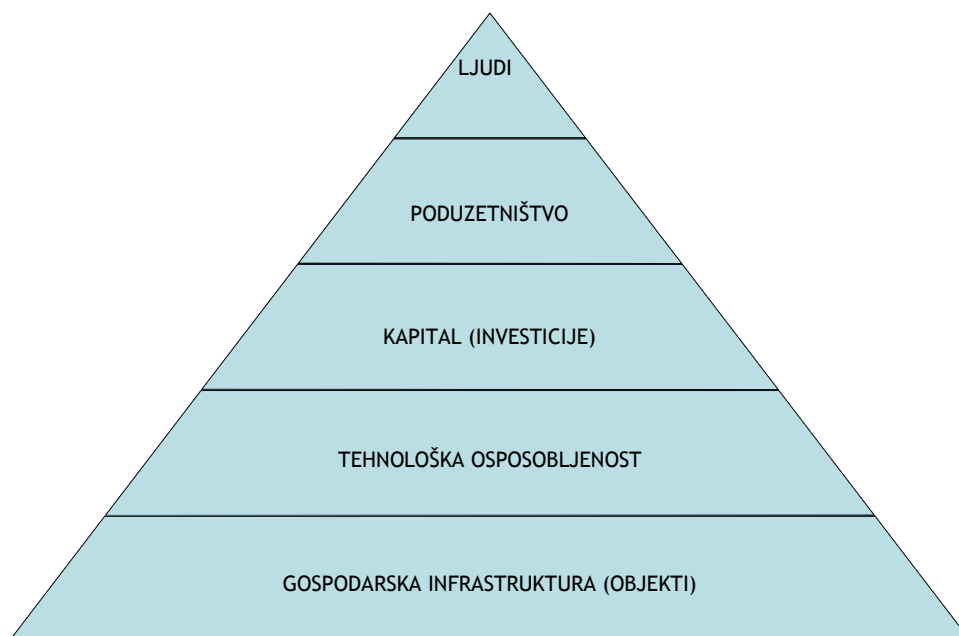 LJUDI
PODUZETNIŠTVO
KAPITAL (INVESTICIJE)
TEHNOLOŠKA OSPOSOBLJENOST
GOSPODARSKA INFRASTRUKTURA (OBJEKTI)